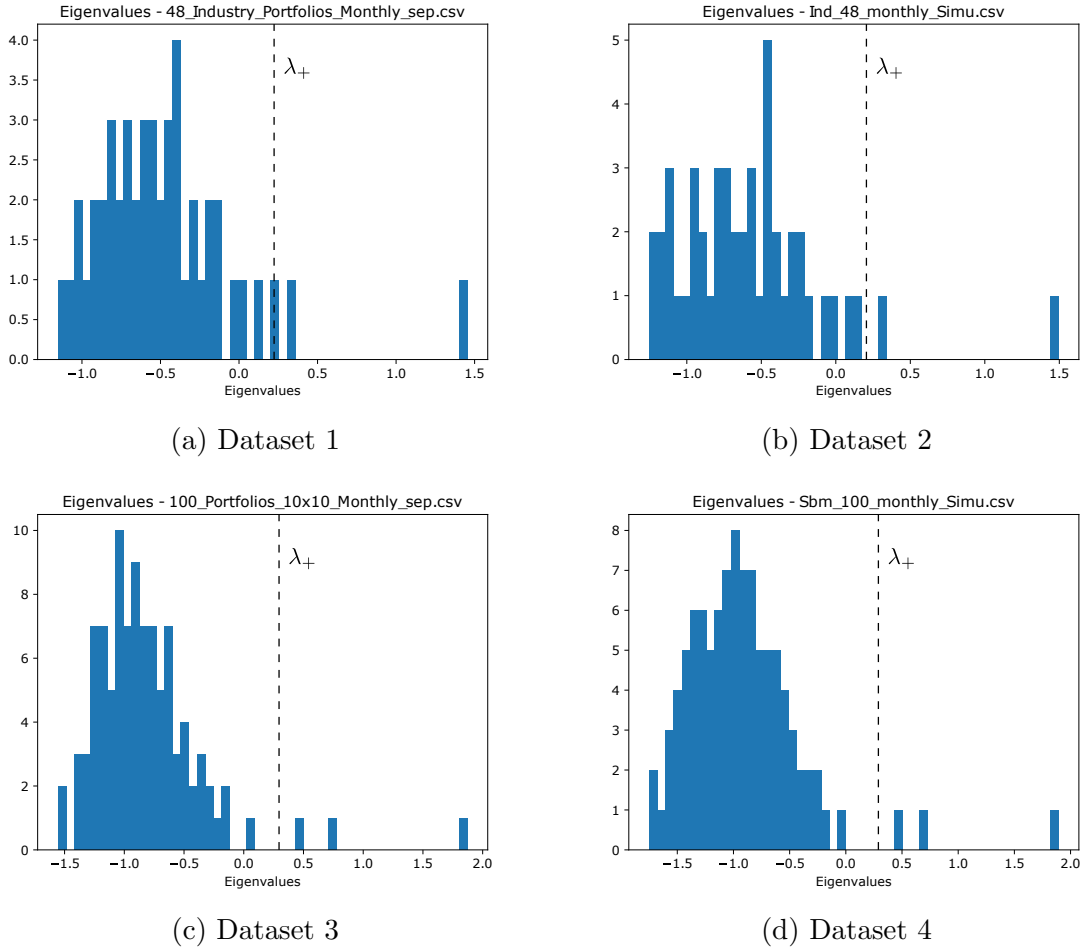 Eigenvalues - 48_Industry_Portfolios_Monthly_sep.csv
4.0
3.5
3.0
2.5
2.0
1.5
1.0
0.5
0.0
λ+
−1.0 −0.5 0.0 0.5 1.0 1.5
Eigenvalues
(a) Dataset 1
Eigenvalues - Ind_48_monthly_Simu.csv
5
4
3
2
1
0
λ+
−1.0 −0.5 0.0 0.5 1.0 1.5
Eigenvalues
(b) Dataset 2
Eigenvalues - 100_Portfolios_10x10_Monthly_sep.csv
10
8
6
4
2
0
λ+
−1.5 −1.0 −0.5 0.0 0.5 1.0 1.5 2.0
Eigenvalues
(c) Dataset 3
Eigenvalues - Sbm_100_monthly_Simu.csv
8
7
6
5
4
3
2
1
0
λ+
−1.5 −1.0 −0.5 0.0 0.5 1.0 1.5 2.0
Eigenvalues
(d) Dataset 4